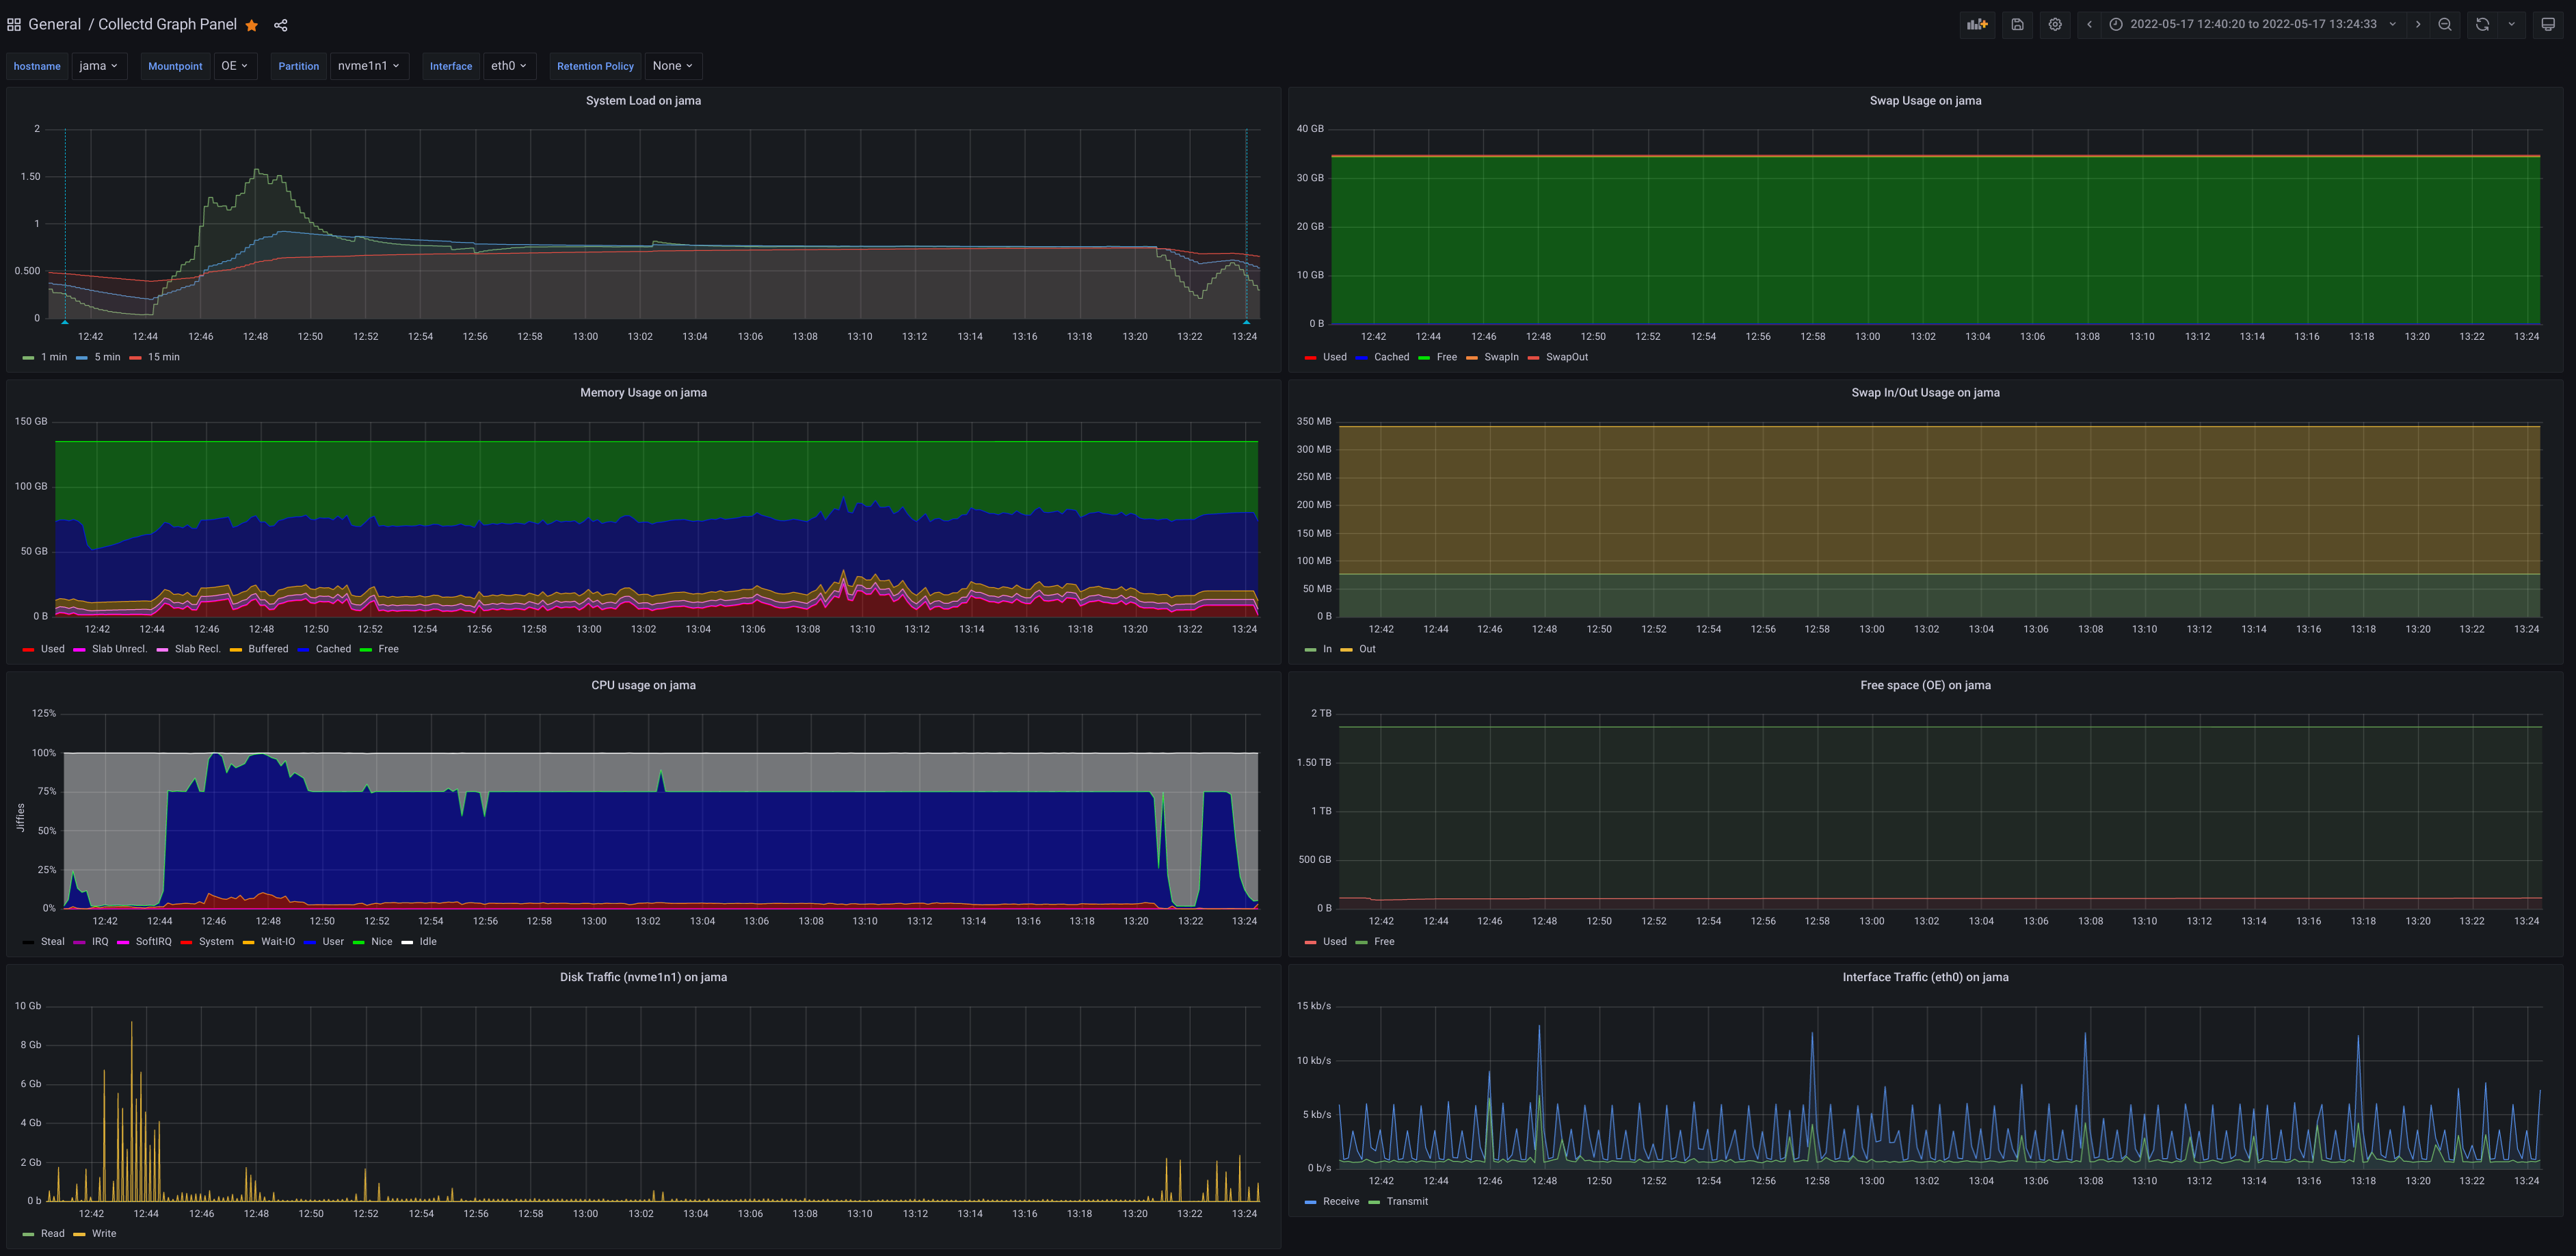 General / Collectd Graph Panel
2022-05-17 12:40:20 to 2022-05-17 13:24:33
hostname jama Mountpoint OE Partition nvme1n1 Interface eth0 Retention Policy None
System Load on jama
2
1.50
1
0.500
0
12:42 12:44 12:46 12:48 12:50 12:52 12:54 12:56 12:58 13:00 13:02 13:04 13:06 13:08 13:10 13:12 13:14 13:16 13:18 13:20 13:22 13:24
1 min 5 min 15 min
Swap Usage on jama
40 GB
30 GB
20 GB
10 GB
0 B
12:42 12:44 12:46 12:48 12:50 12:52 12:54 12:56 12:58 13:00 13:02 13:04 13:06 13:08 13:10 13:12 13:14 13:16 13:18 13:20 13:22 13:24
Used Cached Free SwapIn SwapOut
Memory Usage on jama
150 GB
100 GB
50 GB
0 B
12:42 12:44 12:46 12:48 12:50 12:52 12:54 12:56 12:58 13:00 13:02 13:04 13:06 13:08 13:10 13:12 13:14 13:16 13:18 13:20 13:22 13:24
Used Slab Unrecl. Slab Recl. Buffered Cached Free
Swap In/Out Usage on jama
350 MB
300 MB
250 MB
200 MB
150 MB
100 MB
50 MB
0 B
12:42 12:44 12:46 12:48 12:50 12:52 12:54 12:56 12:58 13:00 13:02 13:04 13:06 13:08 13:10 13:12 13:14 13:16 13:18 13:20 13:22 13:24
In Out
CPU usage on jama
Jiffies
125%
100%
75%
50%
25%
0%
12:42 12:44 12:46 12:48 12:50 12:52 12:54 12:56 12:58 13:00 13:02 13:04 13:06 13:08 13:10 13:12 13:14 13:16 13:18 13:20 13:22 13:24
Steal IRQ SoftIRQ System Wait-IO User Nice Idle
Free space (OE) on jama
2 TB
1.50 TB
1 TB
500 GB
0 B
12:42 12:44 12:46 12:48 12:50 12:52 12:54 12:56 12:58 13:00 13:02 13:04 13:06 13:08 13:10 13:12 13:14 13:16 13:18 13:20 13:22 13:24
Used Free
Disk Traffic (nvme1n1) on jama
10 Gb
8 Gb
6 Gb
4 Gb
2 Gb
0 b
12:42 12:44 12:46 12:48 12:50 12:52 12:54 12:56 12:58 13:00 13:02 13:04 13:06 13:08 13:10 13:12 13:14 13:16 13:18 13:20 13:22 13:24
Read Write
Interface Traffic (eth0) on jama
15 kb/s
10 kb/s
5 kb/s
0 b/s
12:42 12:44 12:46 12:48 12:50 12:52 12:54 12:56 12:58 13:00 13:02 13:04 13:06 13:08 13:10 13:12 13:14 13:16 13:18 13:20 13:22 13:24
Receive Transmit